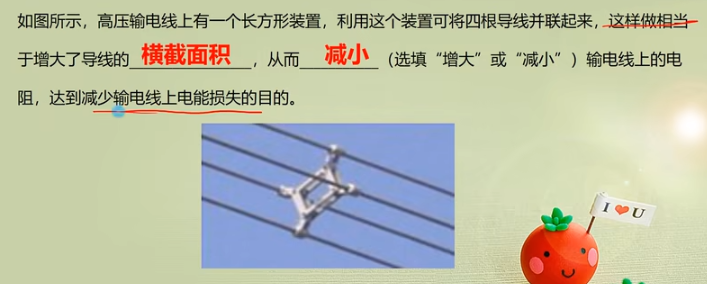 如图所示，高压输电线上有一个长方形装置，利用这个装置可将四根导线并联起来，这样做相当
于增大了导线的横截面积，从而减小（选填“增大”或“减小”）输电线上的电
阻，达到减少输电线上电能损失的目的。
I ❤ U